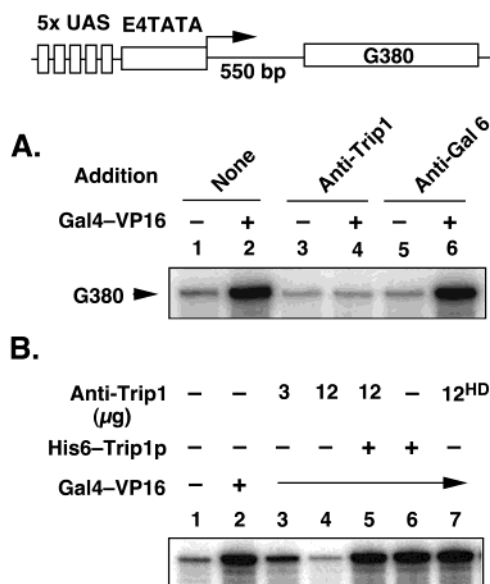 5x UAS E4TATA
550 bp
G380
A.
Addition None Anti-Trip1 Anti-Gal 6
Gal4–VP16 – + – + – +
1 2 3 4 5 6
G380
B.
Anti-Trip1 – – 3 12 12 – 12HD
(µg)
His6–Trip1p – – – – + + –
Gal4–VP16 – +
1 2 3 4 5 6 7